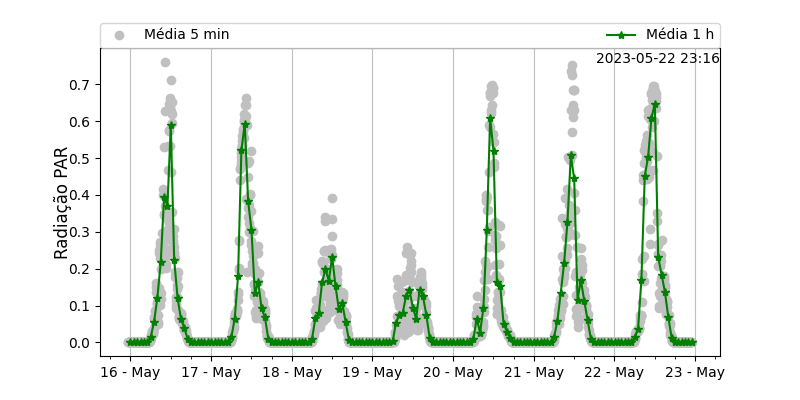 Média 5 min
Média 1 h
2023-05-22 23:16
Radiação PAR
0.7
0.6
0.5
0.4
0.3
0.2
0.1
0.0
16 - May
17 - May
18 - May
19 - May
20 - May
21 - May
22 - May
23 - May